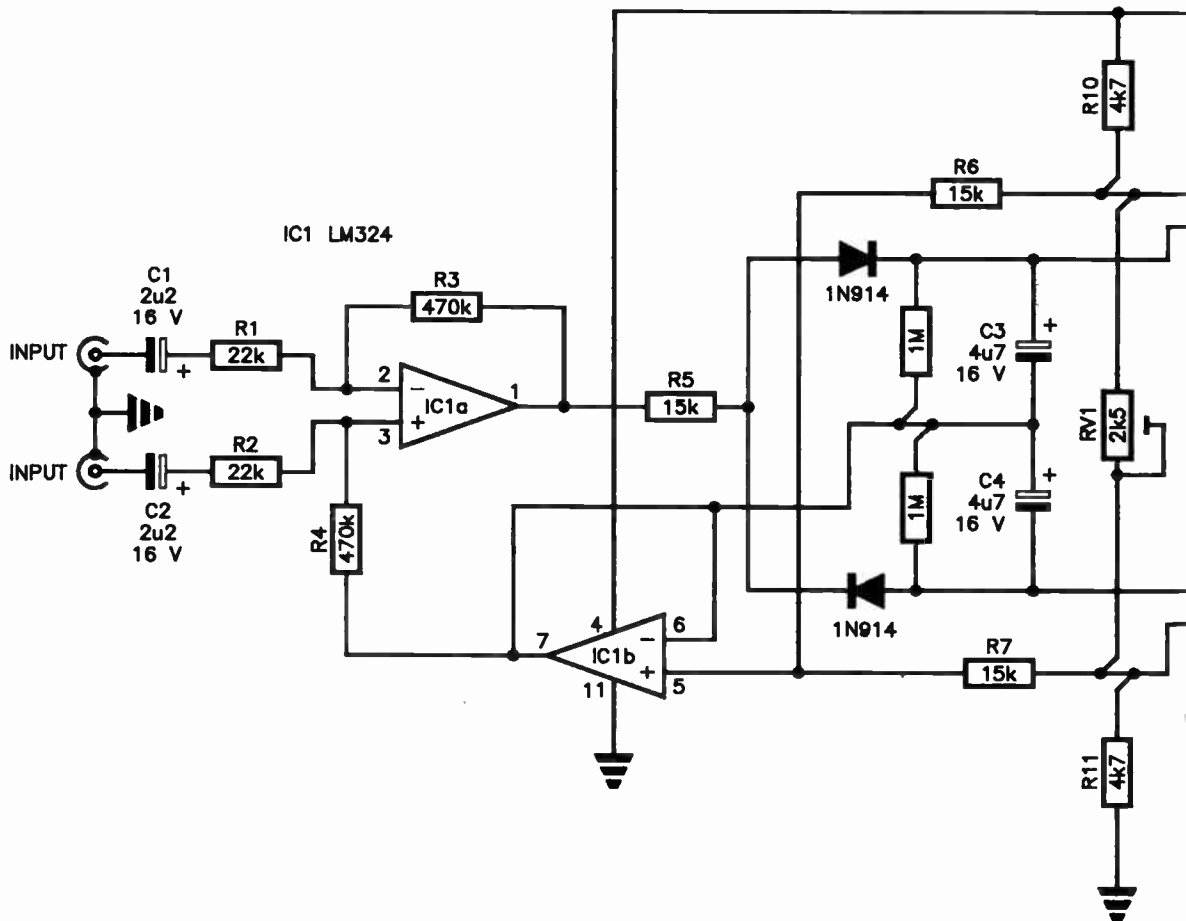 R10
4k7
R6
15k
IC1 LM324
C1
2u2
16 V
R3
470k
1N914
INPUT
+
R1
22k
2
−
1
IC1a
3
+
R5
15k
1M
+
C3
4u7
16 V
RV1
2k5
INPUT
R2
22k
+
C2
2u2
16 V
R4
470k
1M
+
C4
4u7
16 V
1N914
4
6
7
−
IC1b
+
11
5
R7
15k
R11
4k7